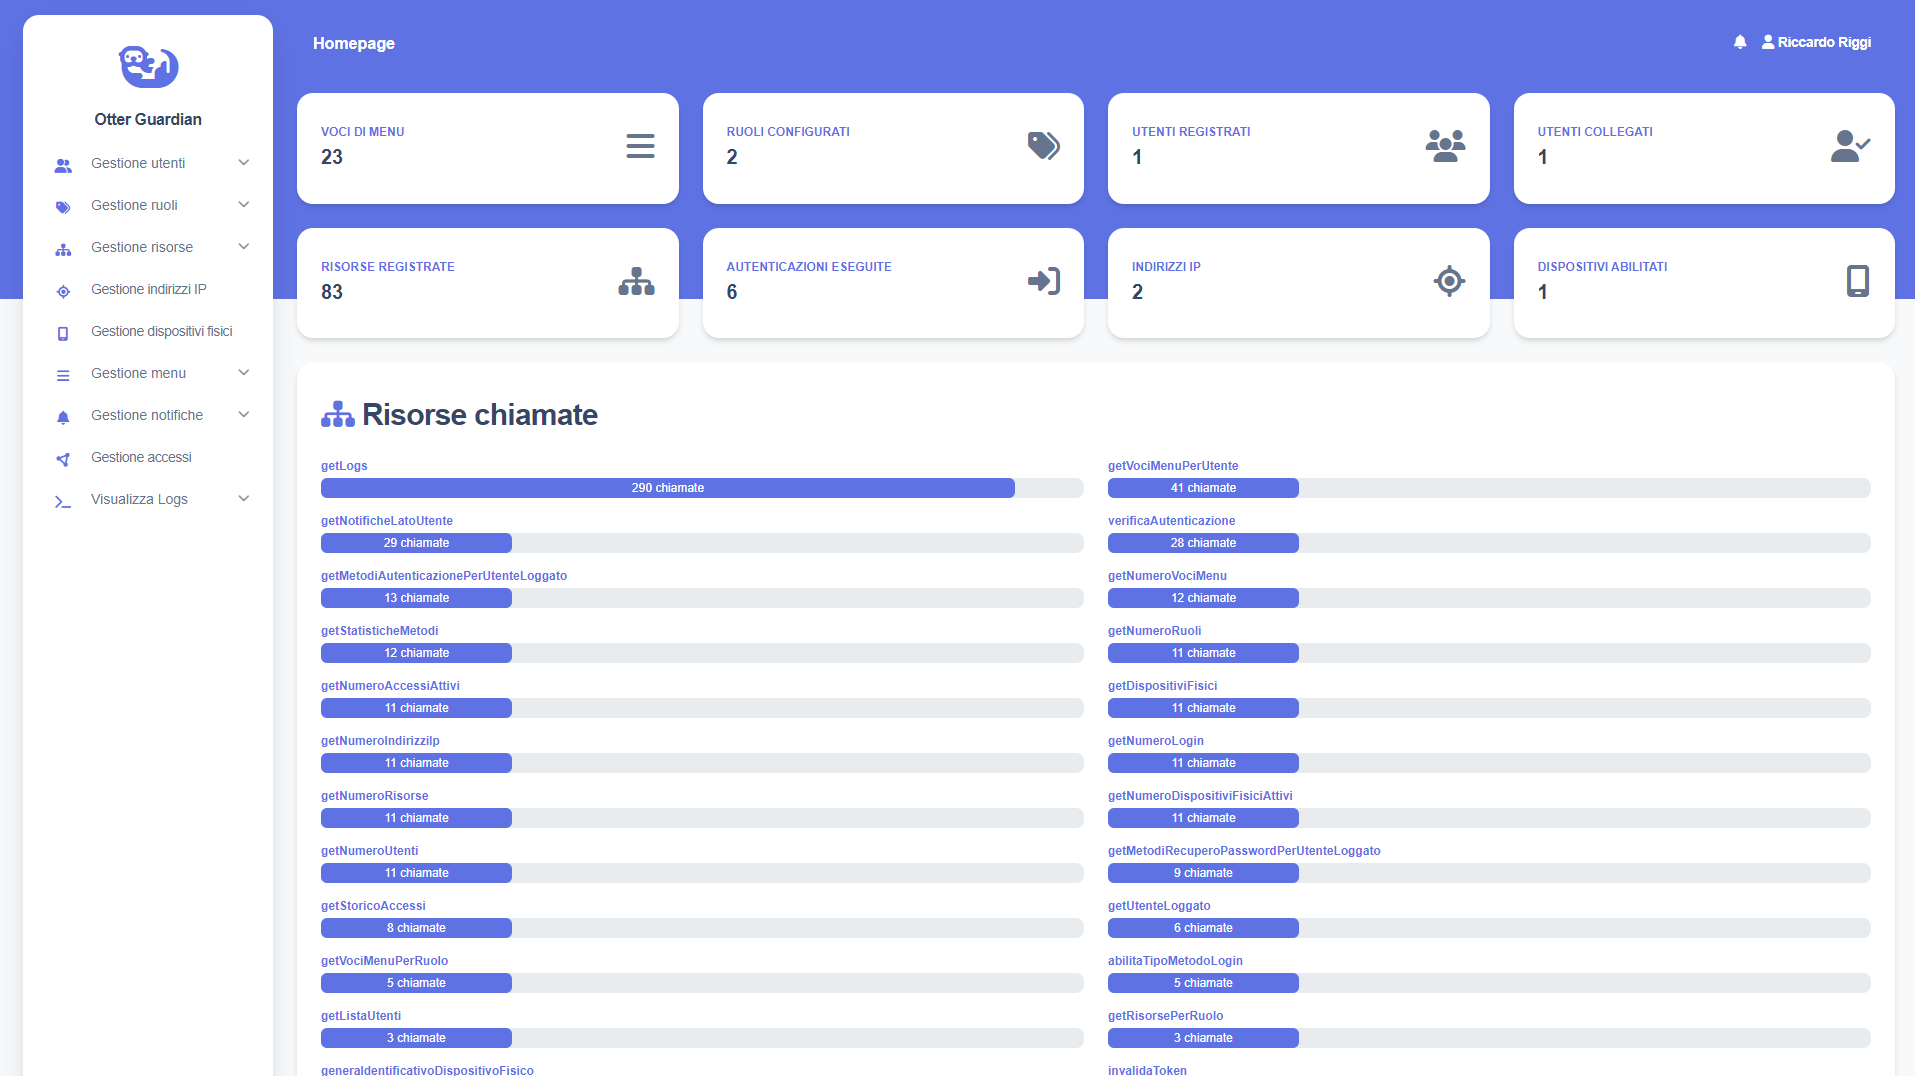 Otter Guardian
Gestione utenti
Gestione ruoli
Gestione risorse
Gestione indirizzi IP
Gestione dispositivi fisici
Gestione menu
Gestione notifiche
Gestione accessi
Visualizza Logs
Homepage
Riccardo Riggi
VOCI DI MENU
23
RUOLI CONFIGURATI
2
UTENTI REGISTRATI
1
UTENTI COLLEGATI
1
RISORSE REGISTRATE
83
AUTENTICAZIONI ESEGUITE
6
INDIRIZZI IP
2
DISPOSITIVI ABILITATI
1
Risorse chiamate
getLogs
290 chiamate
getVociMenuPerUtente
41 chiamate
getNotificheLatoUtente
29 chiamate
verificaAutenticazione
28 chiamate
getMetodiAutenticazionePerUtenteLoggato
13 chiamate
getNumeroVociMenu
12 chiamate
getStatisticheMetodi
12 chiamate
getNumeroRuoli
11 chiamate
getNumeroAccessiAttivi
11 chiamate
getDispositiviFisici
11 chiamate
getNumeroIndirizziIp
11 chiamate
getNumeroLogin
11 chiamate
getNumeroRisorse
11 chiamate
getNumeroDispositiviFisiciAttivi
11 chiamate
getNumeroUtenti
11 chiamate
getMetodiRecuperoPasswordPerUtenteLoggato
9 chiamate
getStoricoAccessi
8 chiamate
getUtenteLoggato
6 chiamate
getVociMenuPerRuolo
5 chiamate
abilitaTipoMetodoLogin
5 chiamate
getListaUtenti
3 chiamate
getRisorsePerRuolo
3 chiamate
generaIdentificativoDispositivoFisico
invalidaToken